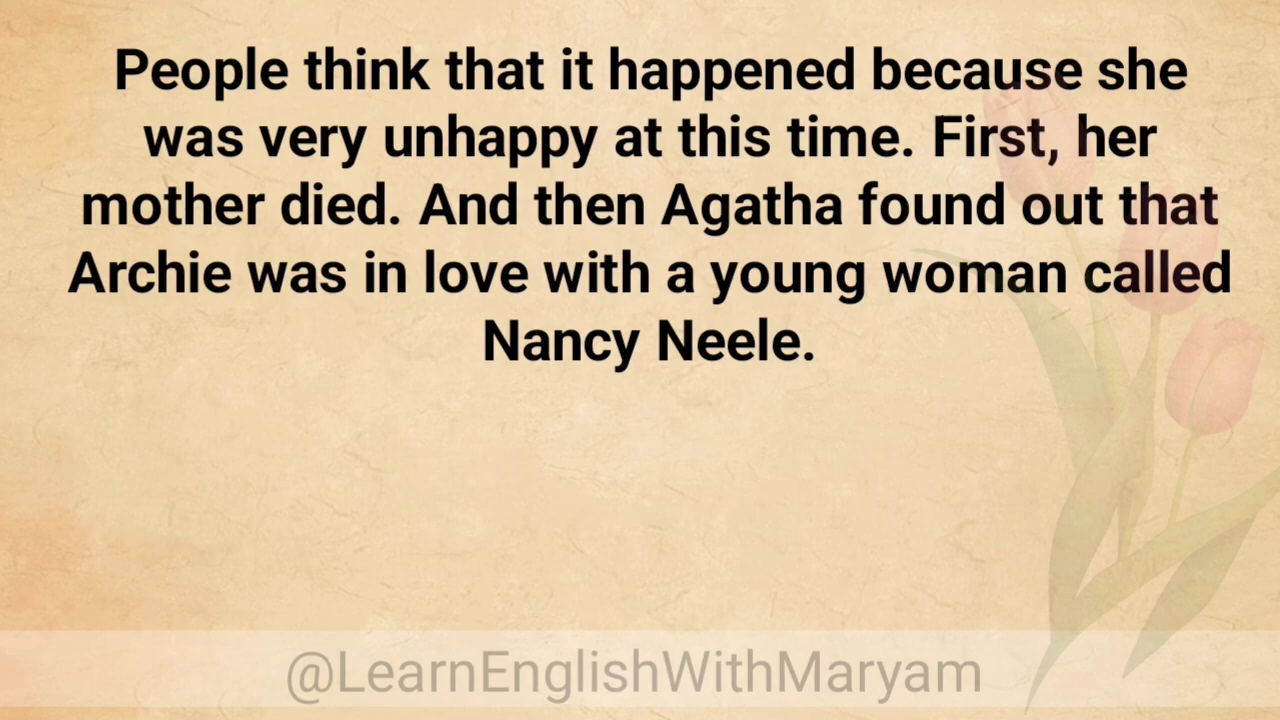 People think that it happened because she
was very unhappy at this time. First, her
mother died. And then Agatha found out that
Archie was in love with a young woman called
Nancy Neele.
@LearnEnglishWithMaryam